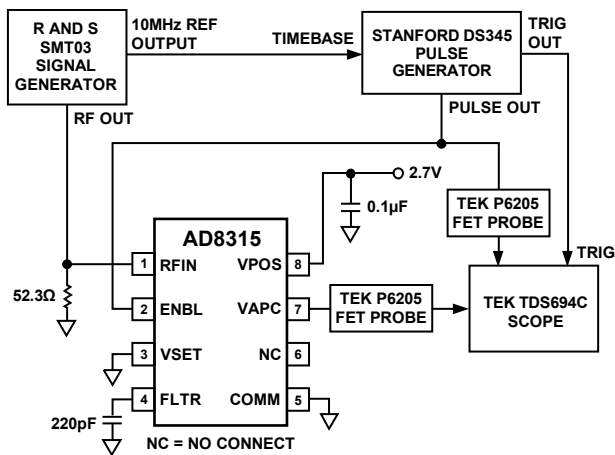 R AND S
SMT03
SIGNAL
GENERATOR
10MHz REF
OUTPUT
TIMEBASE
STANFORD DS345
PULSE
GENERATOR
TRIG
OUT
RF OUT
PULSE OUT
2.7V
0.1µF
TEK P6205
FET PROBE
TRIG
AD8315
1 RFIN
VPOS 8
52.3Ω
2 ENBL
VAPC 7
TEK P6205
FET PROBE
TEK TDS694C
SCOPE
3 VSET
NC 6
4 FLTR
COMM 5
220pF
NC = NO CONNECT